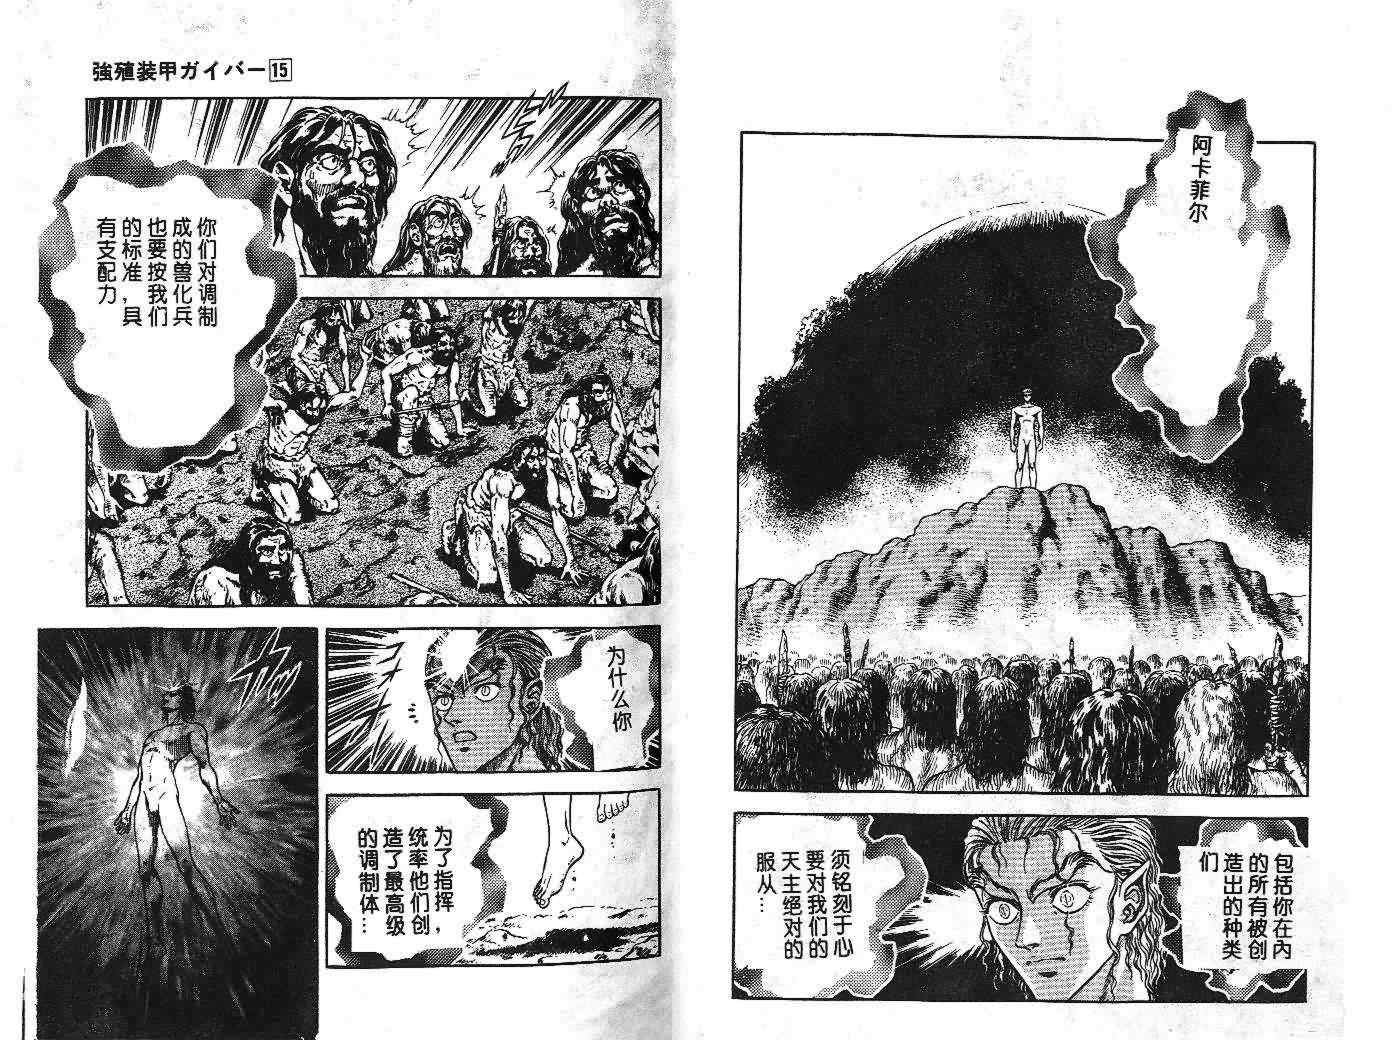 阿卡菲尔
包括你在内
的所有被创
造出的种类
们
须铭刻于心
要对我们的
天主绝对的
服从…
強殖装甲ガイバー15
你们对调制
成的兽化兵
也要按我们
的标准，具
有支配力
为什么你
为了指挥，
统率他们创
造了最高级
的调制体…